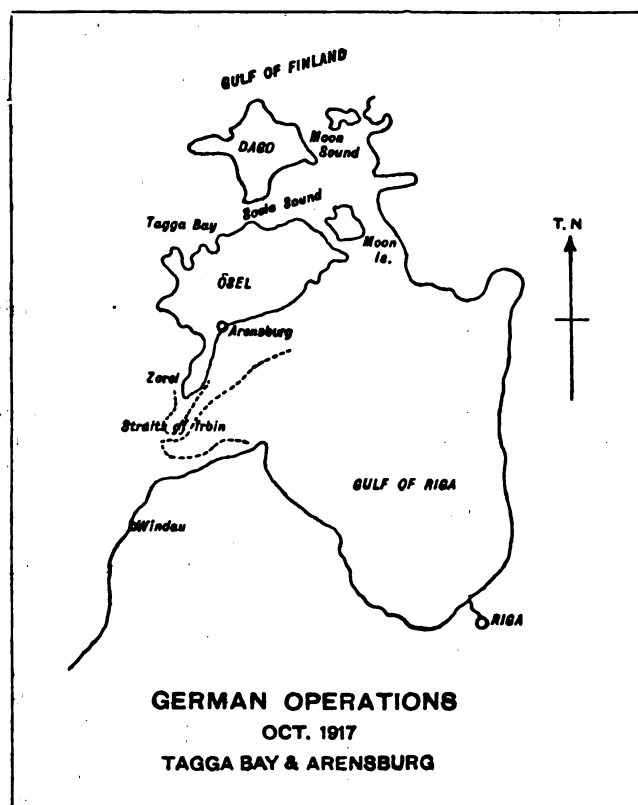 GULF OF FINLAND
DAGO
Moon
Sound
Soela Sound
Tagga Bay
Moon
Is.
T. N
ÖSEL
Arensburg
Zerel
Straits of Irbin
GULF OF RIGA
Windau
RIGA
GERMAN OPERATIONS
OCT. 1917
TAGGA BAY & ARENSBURG